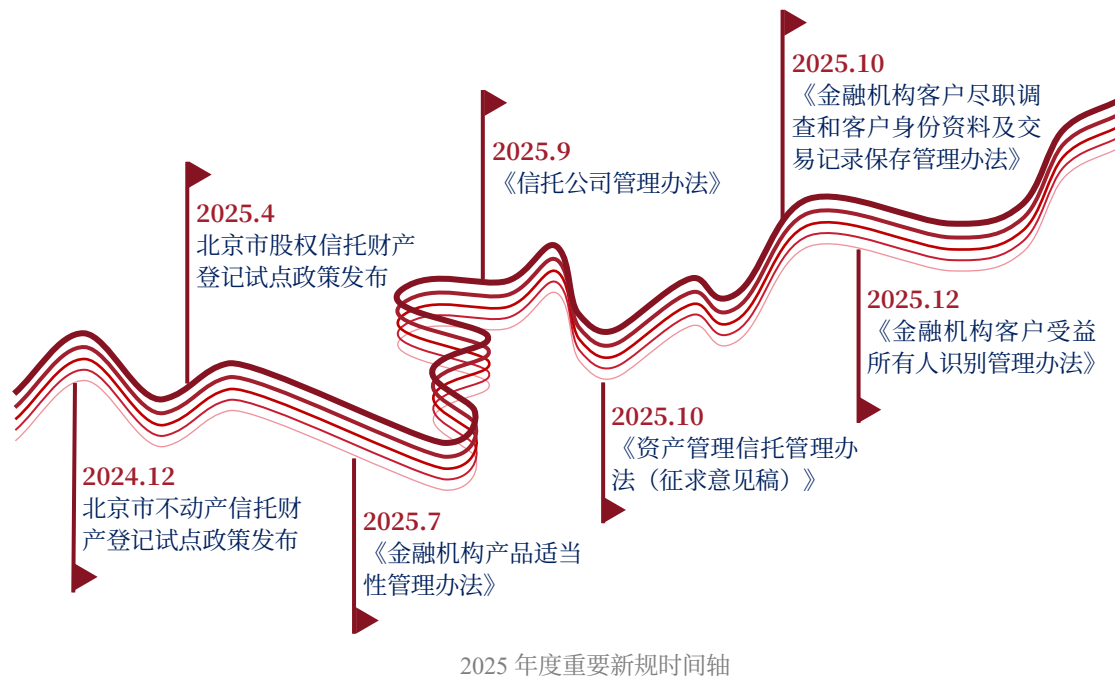 2024.12
北京市不动产信托财
产登记试点政策发布
2025.4
北京市股权信托财产
登记试点政策发布
2025.7
《金融机构产品适当
性管理办法》
2025.9
《信托公司管理办法》
2025.10
《资产管理信托管理办
法（征求意见稿）》
2025.10
《金融机构客户尽职调
查和客户身份资料及交
易记录保存管理办法》
2025.12
《金融机构客户受益
所有人识别管理办法》
2025 年度重要新规时间轴